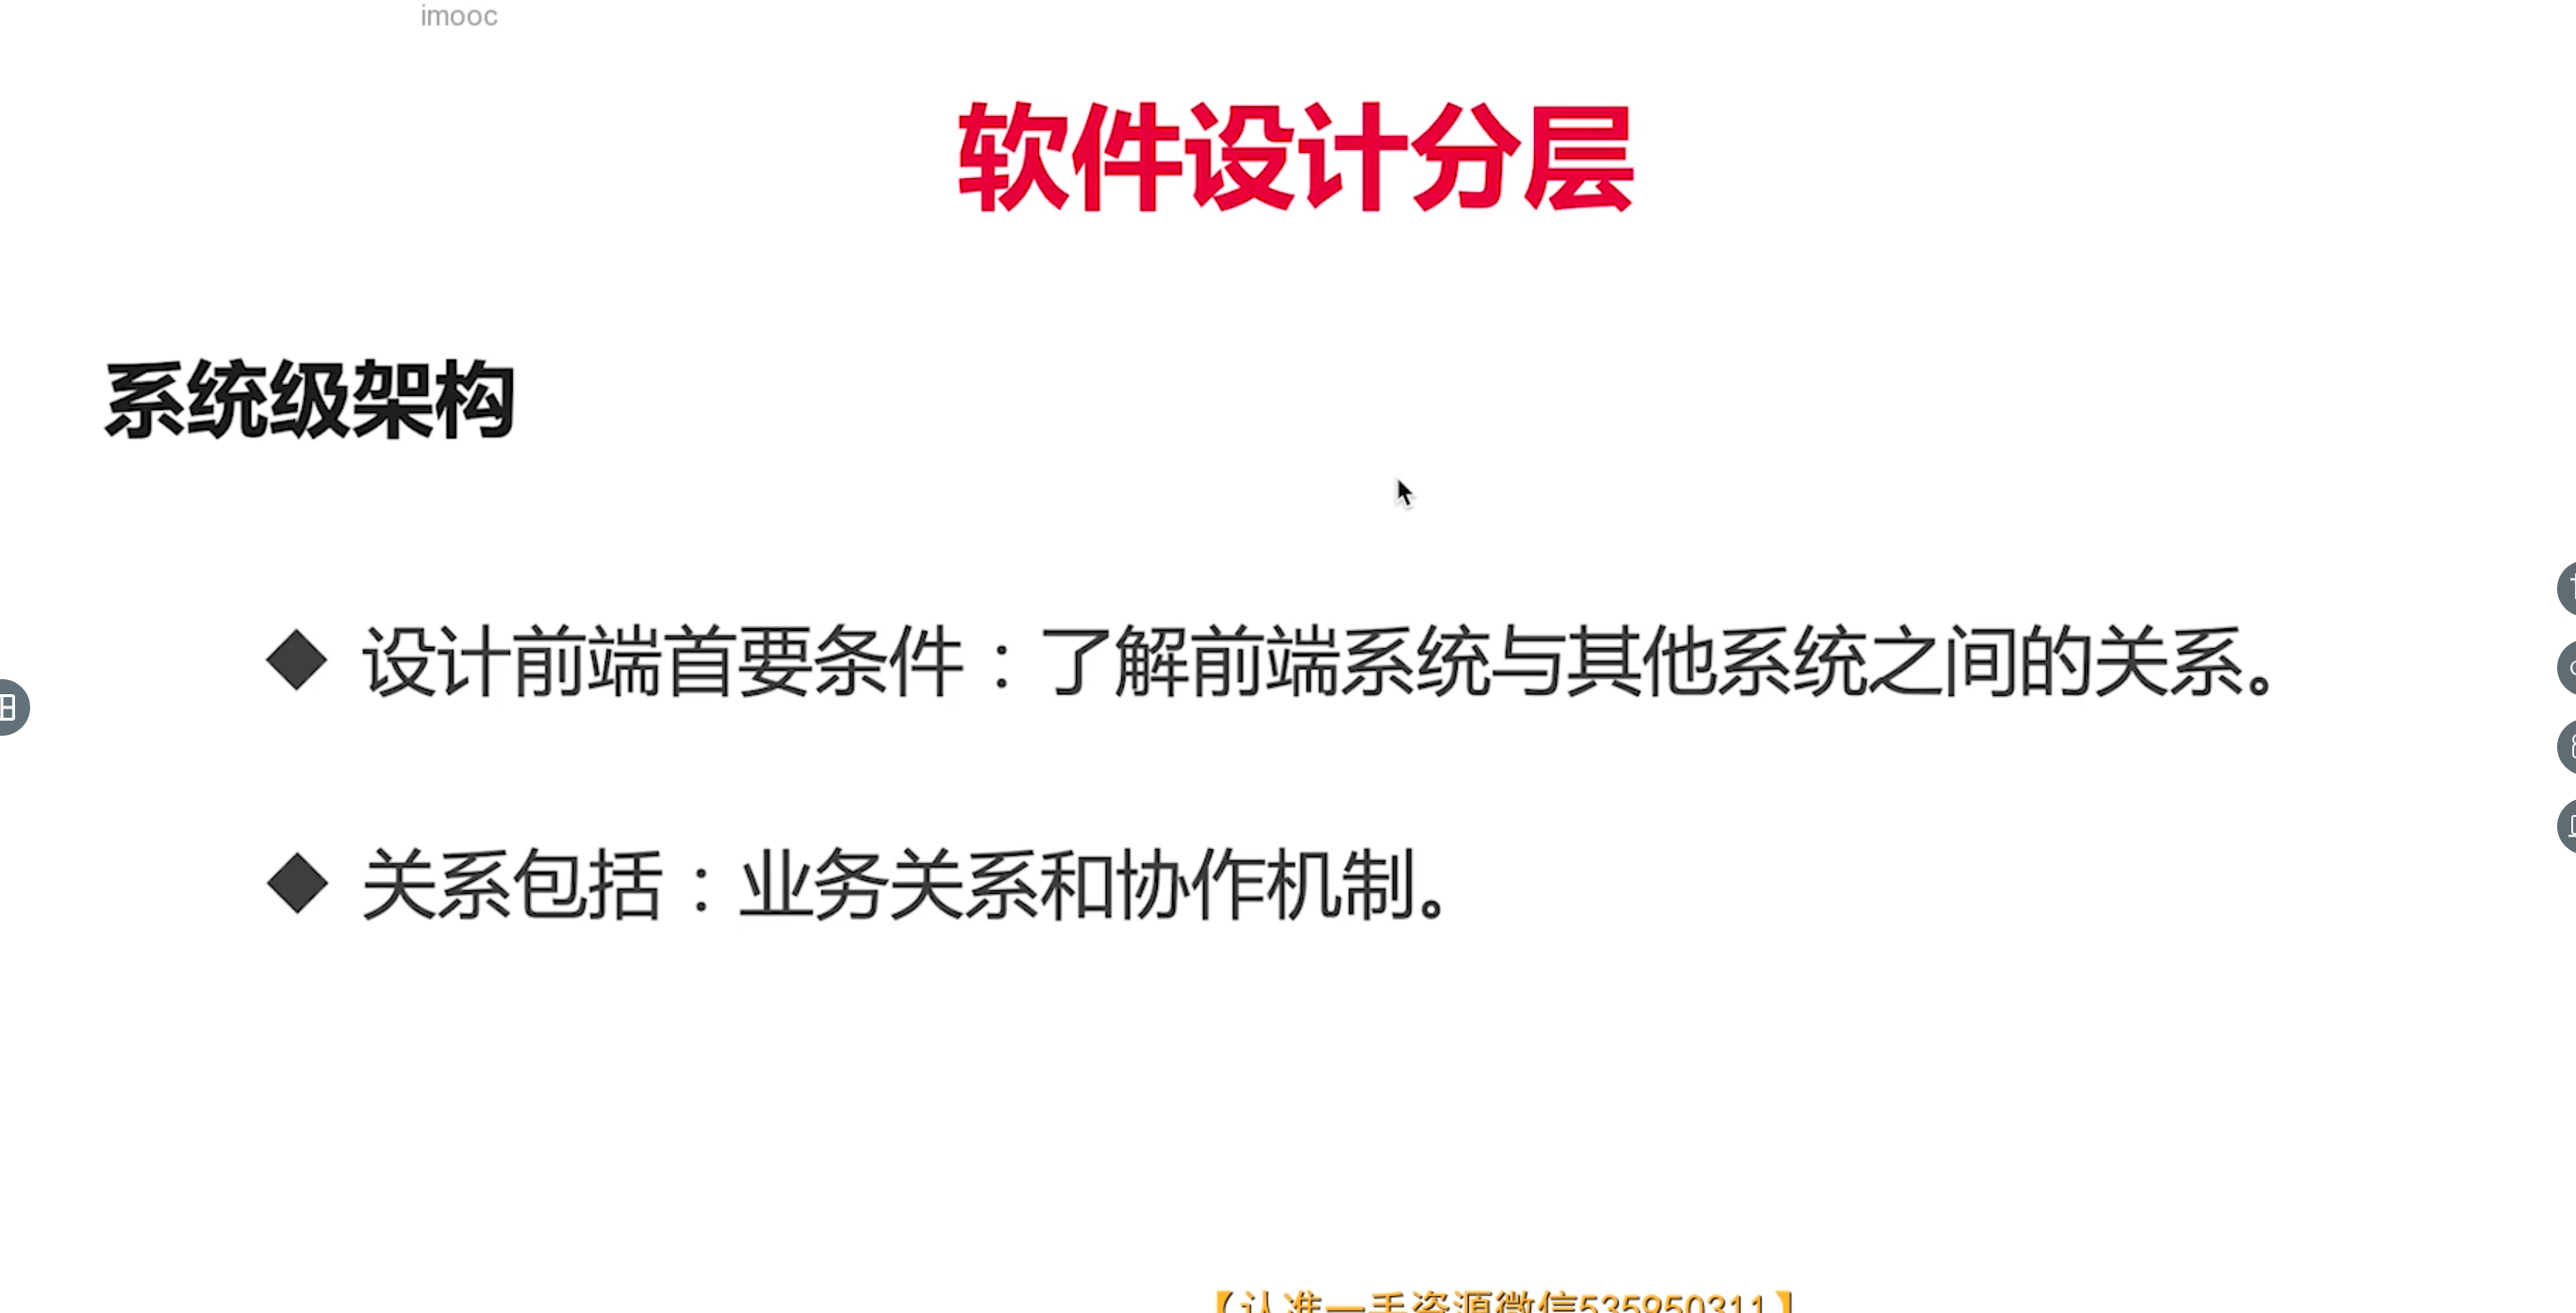 imooc
软件设计分层
系统级架构
◆ 设计前端首要条件：了解前端系统与其他系统之间的关系。
◆ 关系包括：业务关系和协作机制。
【认准一手资源微信535950311】